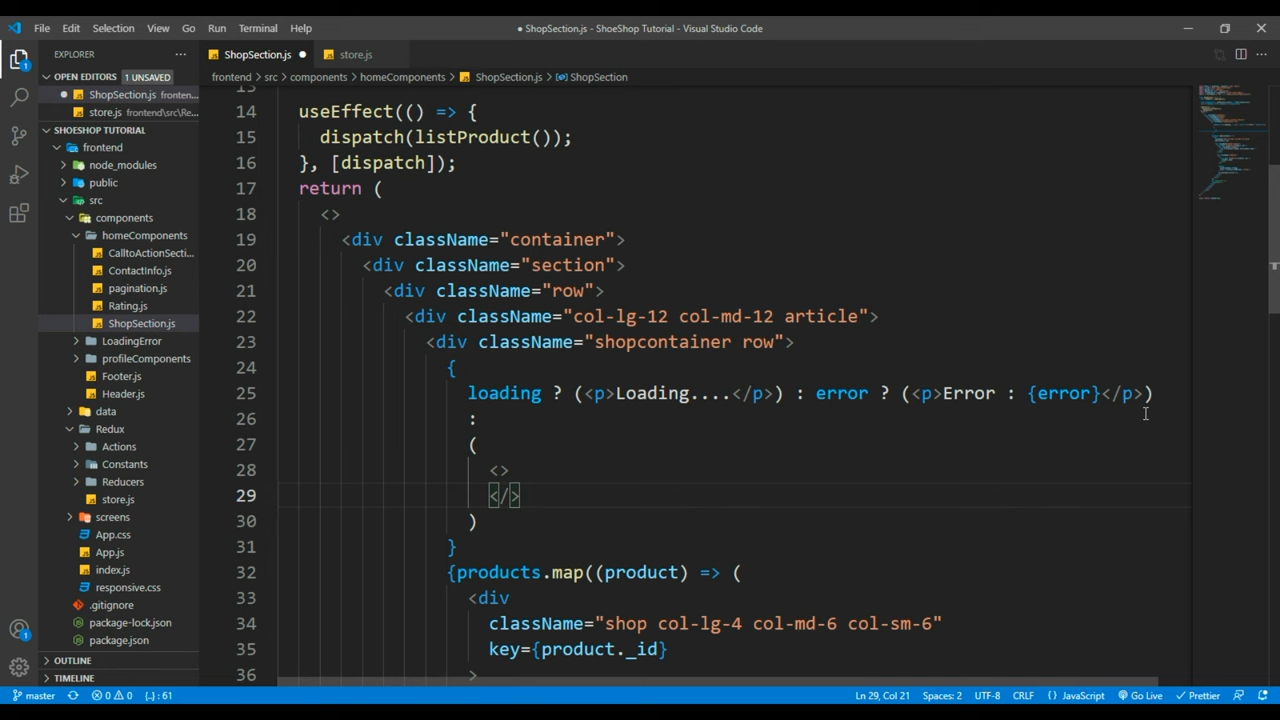 File Edit Selection View Go Run Terminal Help
● ShopSection.js - ShoeShop Tutorial - Visual Studio Code
EXPLORER
OPEN EDITORS 1 UNSAVED
ShopSection.js fronten...
store.js frontend\src\Re...
SHOESHOP TUTORIAL
frontend
node_modules
public
src
components
homeComponents
CalltoActionSecti...
ContactInfo.js
pagination.js
Rating.js
ShopSection.js
LoadingError
profileComponents
Footer.js
Header.js
data
Redux
Actions
Constants
Reducers
store.js
screens
App.css
App.js
index.js
responsive.css
.gitignore
package-lock.json
package.json
OUTLINE
TIMELINE
ShopSection.js ● store.js
frontend > src > components > homeComponents > ShopSection.js > ShopSection
13
14 useEffect(() => {
15 dispatch(listProduct());
16 }, [dispatch]);
17 return (
18 <>
19 <div className="container">
20 <div className="section">
21 <div className="row">
22 <div className="col-lg-12 col-md-12 article">
23 <div className="shopcontainer row">
24 {
25 loading ? (<p>Loading....</p>) : error ? (<p>Error : {error}</p>)
26 :
27 (
28 <>
29 </>
30 )
31 }
32 {products.map((product) => (
33 <div
34 className="shop col-lg-4 col-md-6 col-sm-6"
35 key={product._id}
36 >
master 0 0 {..} : 61 Ln 29, Col 21 Spaces: 2 UTF-8 CRLF {} JavaScript Go Live Prettier